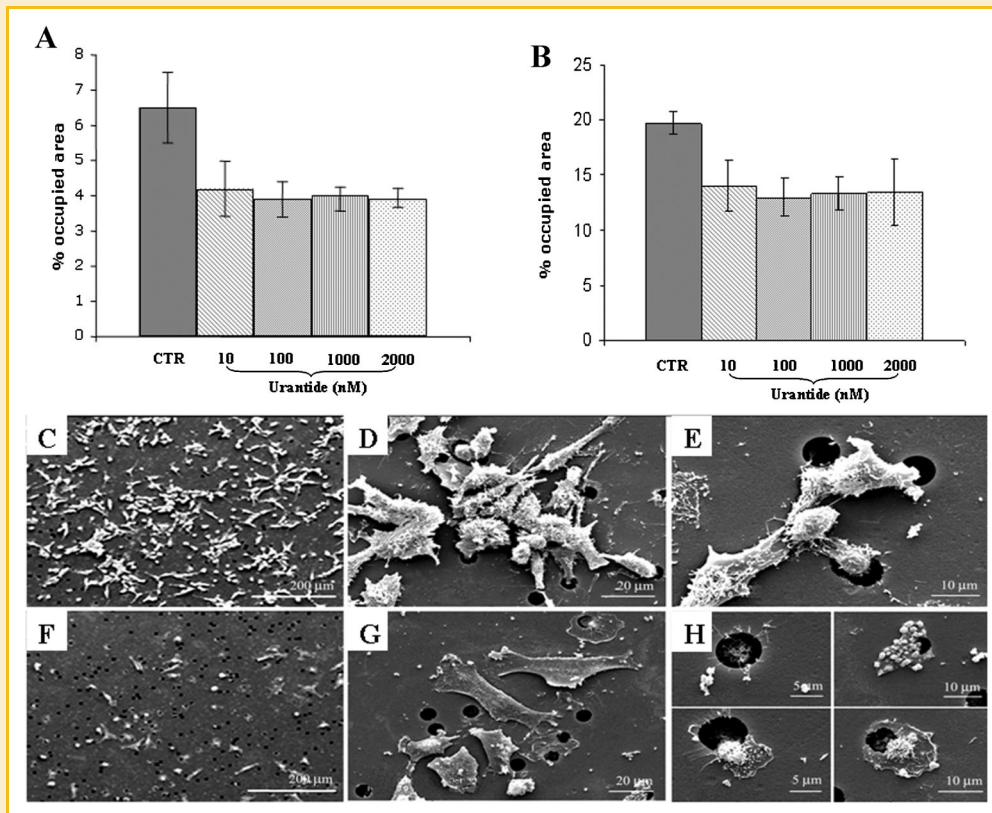 A
8
7
6
5
4
3
2
1
0
% occupied area
CTR
10
100
1000
2000
Urantide (nM)
B
25
20
15
10
5
0
% occupied area
CTR
10
100
1000
2000
Urantide (nM)
C
200 µm
D
20 µm
E
10 µm
F
200 µm
G
20 µm
H
5 µm
10 µm
5 µm
10 µm